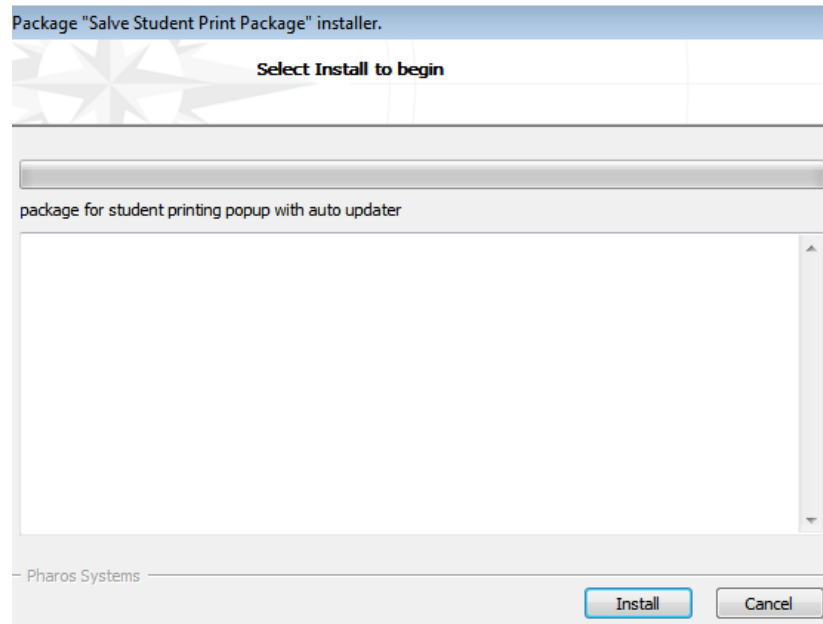 Package "Salve Student Print Package" installer.
Select Install to begin
package for student printing popup with auto updater
Pharos Systems
Install Cancel